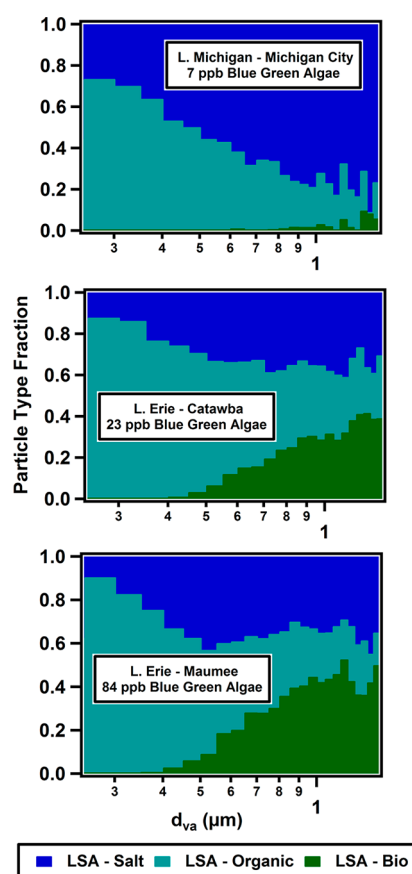 L. Michigan - Michigan City
7 ppb Blue Green Algae
1.0
0.8
0.6
0.4
0.2
0.0
3 4 5 6 7 8 9
1
L. Erie - Catawba
23 ppb Blue Green Algae
1.0
0.8
0.6
0.4
0.2
0.0
3 4 5 6 7 8 9
1
Particle Type Fraction
L. Erie - Maumee
84 ppb Blue Green Algae
1.0
0.8
0.6
0.4
0.2
0.0
3 4 5 6 7 8 9
1
dva (μm)
LSA - Salt LSA - Organic LSA - Bio